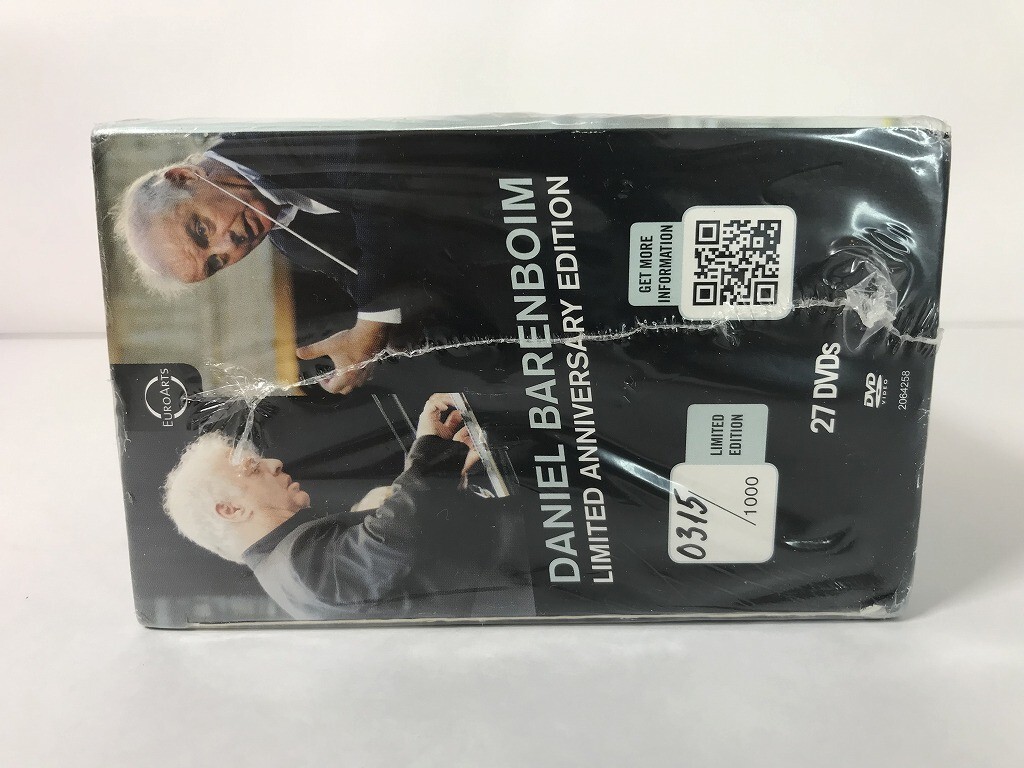 EUROARTS
DANIEL BARENBOIM
LIMITED ANNIVERSARY EDITION
LIMITED
EDITION
0315/1000
GET MORE
INFORMATION
27 DVDs
DVD
VIDEO
2064258